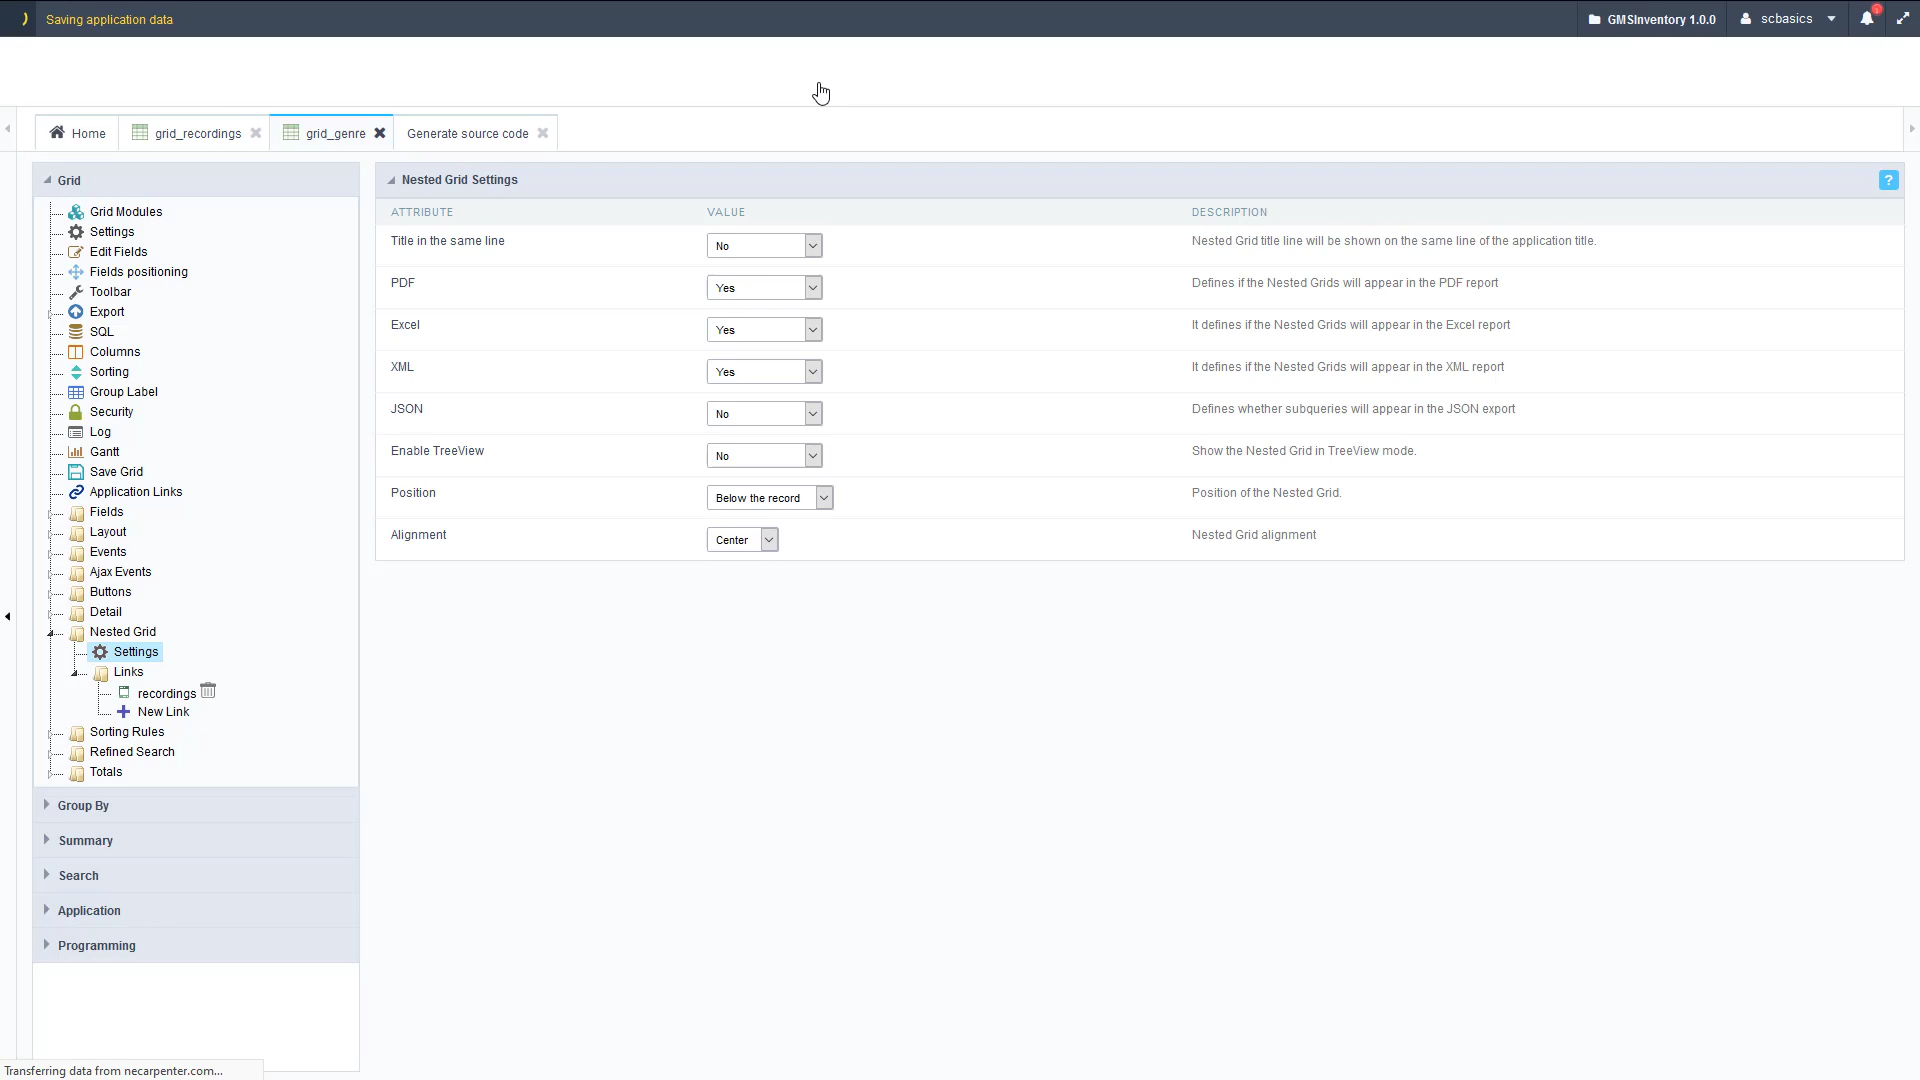 Saving application data
GMSInventory 1.0.0
scbasics
Home
grid_recordings
grid_genre
Generate source code
Grid
Grid Modules
Settings
Edit Fields
Fields positioning
Toolbar
Export
SQL
Columns
Sorting
Group Label
Security
Log
Gantt
Save Grid
Application Links
Fields
Layout
Events
Ajax Events
Buttons
Detail
Nested Grid
Settings
Links
recordings
New Link
Sorting Rules
Refined Search
Totals
Group By
Summary
Search
Application
Programming
Nested Grid Settings ?
ATTRIBUTE VALUE DESCRIPTION
Title in the same line No Nested Grid title line will be shown on the same line of the application title.
PDF Yes Defines if the Nested Grids will appear in the PDF report
Excel Yes It defines if the Nested Grids will appear in the Excel report
XML Yes It defines if the Nested Grids will appear in the XML report
JSON No Defines whether subqueries will appear in the JSON export
Enable TreeView No Show the Nested Grid in TreeView mode.
Position Below the record Position of the Nested Grid.
Alignment Center Nested Grid alignment
Transferring data from necarpenter.com...